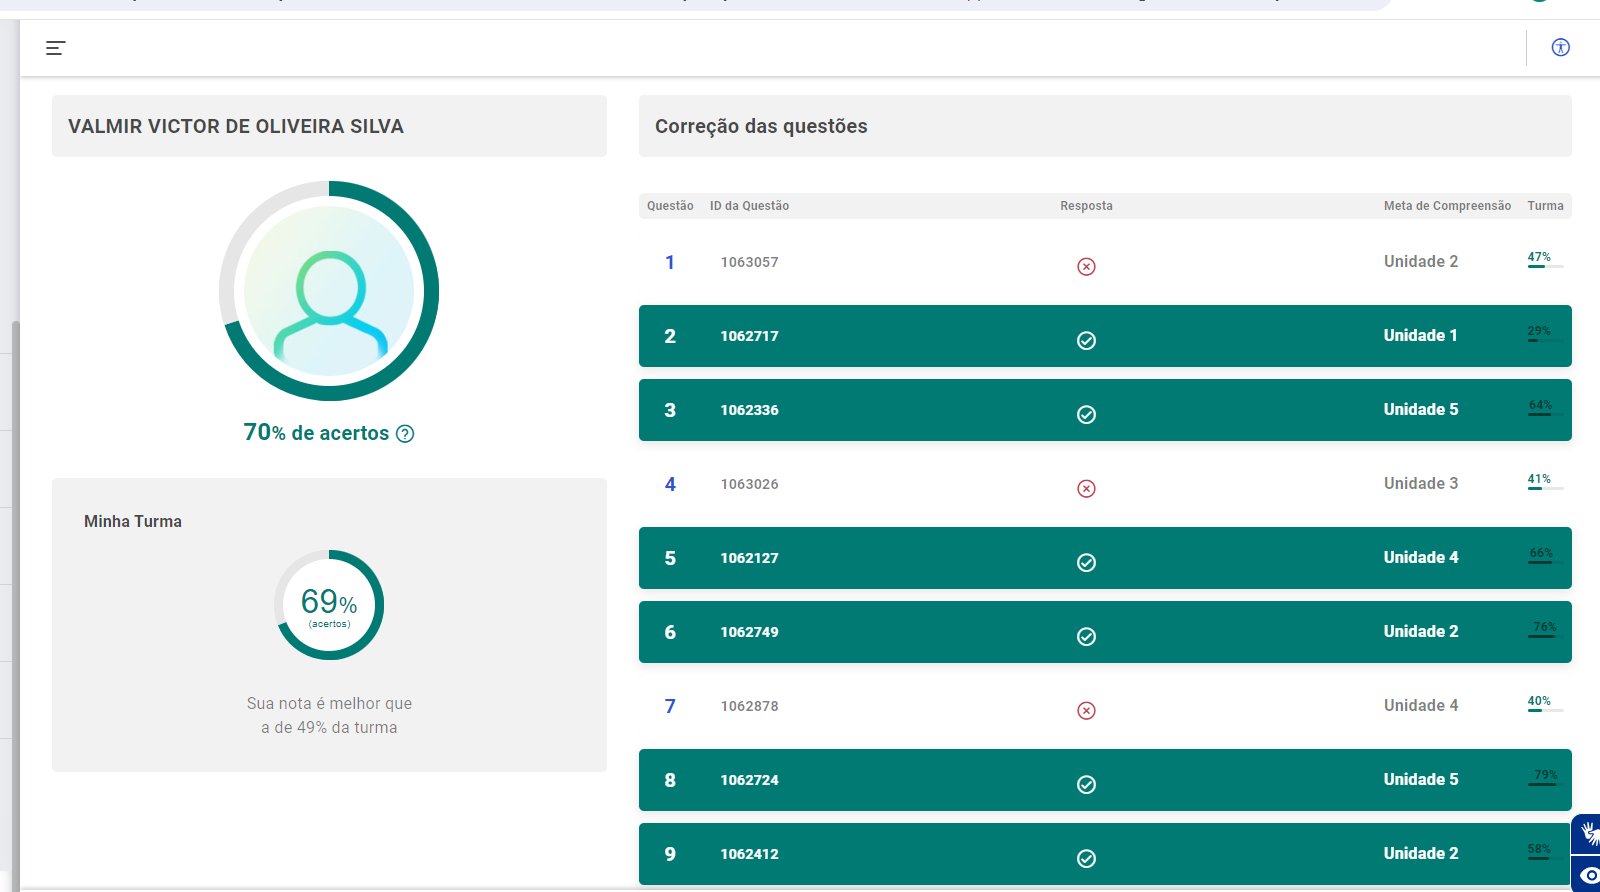 VALMIR VICTOR DE OLIVEIRA SILVA
70% de acertos ?
Minha Turma
69%
(acertos)
Sua nota é melhor que
a de 49% da turma
Correção das questões
Questão ID da Questão Resposta Meta de Compreensão Turma
1 1063057 Unidade 2 47%
2 1062717 Unidade 1 29%
3 1062336 Unidade 5 64%
4 1063026 Unidade 3 41%
5 1062127 Unidade 4 66%
6 1062749 Unidade 2 76%
7 1062878 Unidade 4 40%
8 1062724 Unidade 5 79%
9 1062412 Unidade 2 58%